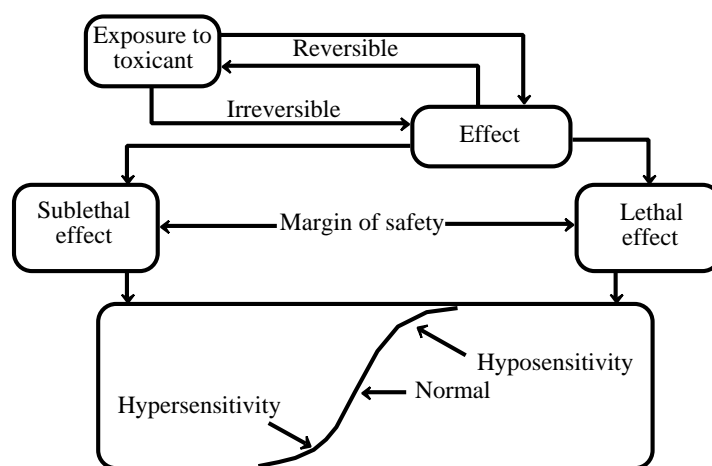 Exposure to
toxicant
Reversible
Irreversible
Effect
Sublethal
effect
Margin of safety
Lethal
effect
Hyposensitivity
Normal
Hypersensitivity